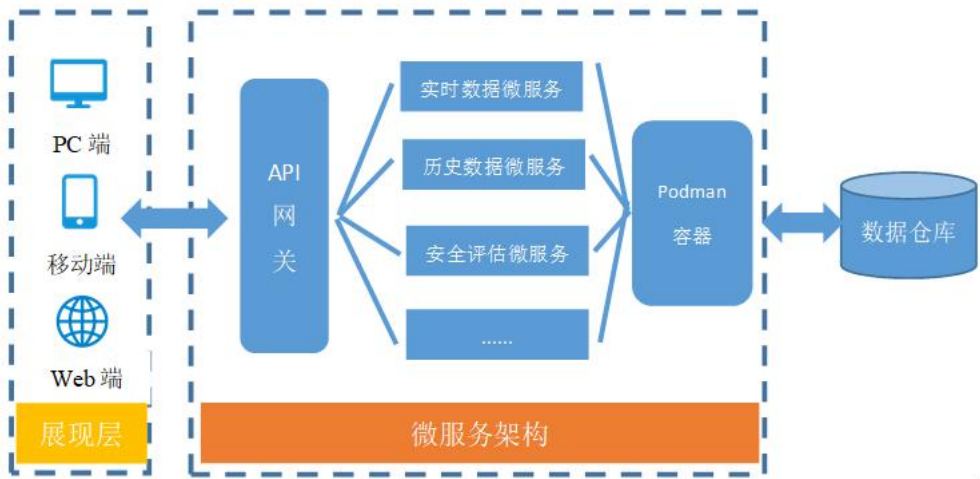 PC 端
移动端
Web 端
展现层
API
网
关
实时数据微服务
历史数据微服务
安全评估微服务
......
Podman
容器
微服务架构
数据仓库